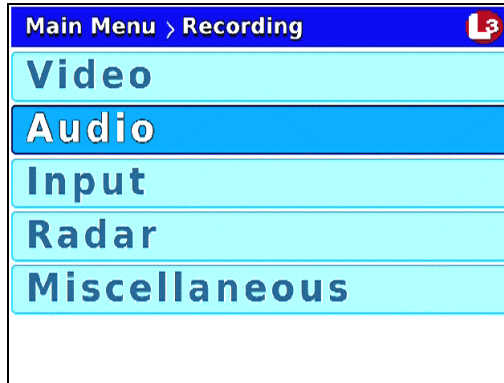 Main Menu > Recording L3
Video
Audio
Input
Radar
Miscellaneous